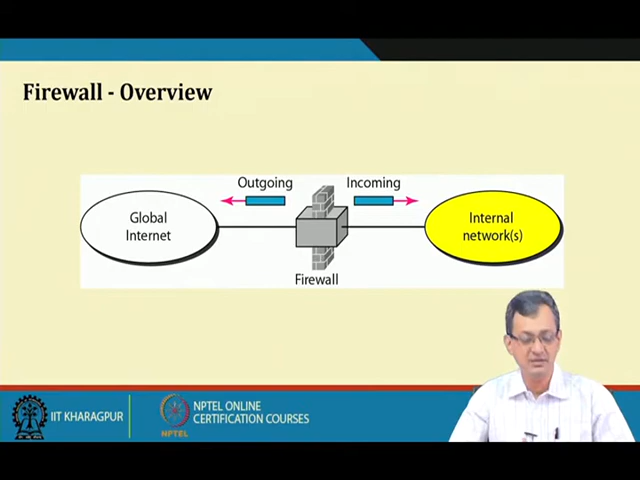 Firewall - Overview
Outgoing
Incoming
Global
Internet
Internal
network(s)
Firewall
IIT KHARAGPUR
NPTEL
NPTEL ONLINE
CERTIFICATION COURSES